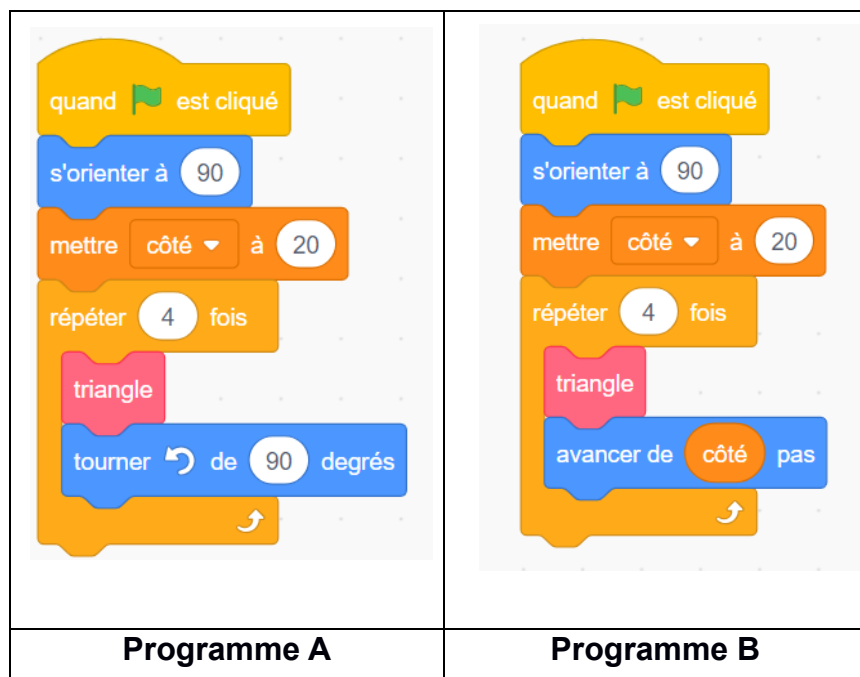 quand est cliqué
s'orienter à 90
mettre côté à 20
répéter 4 fois
triangle
tourner de 90 degrés
Programme A
quand est cliqué
s'orienter à 90
mettre côté à 20
répéter 4 fois
triangle
avancer de côté pas
Programme B